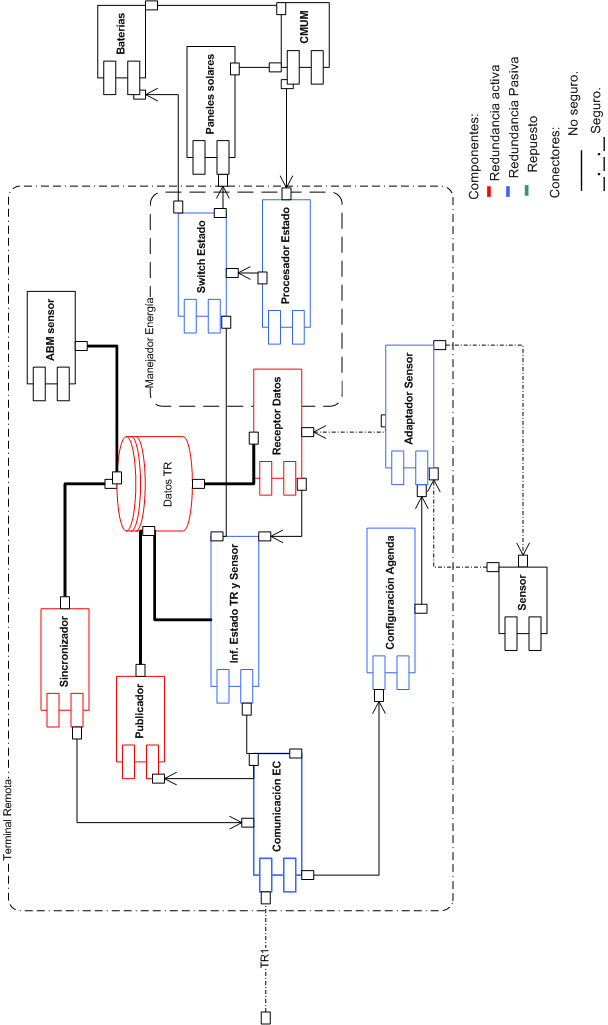 Terminal Remota
TR1
Sincronizador
Publicador
Comunicación EC
Inf. Estado TR y Sensor
Configuración Agenda
Datos TR
ABM sensor
Receptor Datos
Adaptador Sensor
Sensor
Manejador Energía
Switch Estado
Procesador Estado
Baterías
Paneles solares
CMUM
Componentes:
Redundancia activa
Redundancia Pasiva
Repuesto
Conectores:
No seguro.
Seguro.